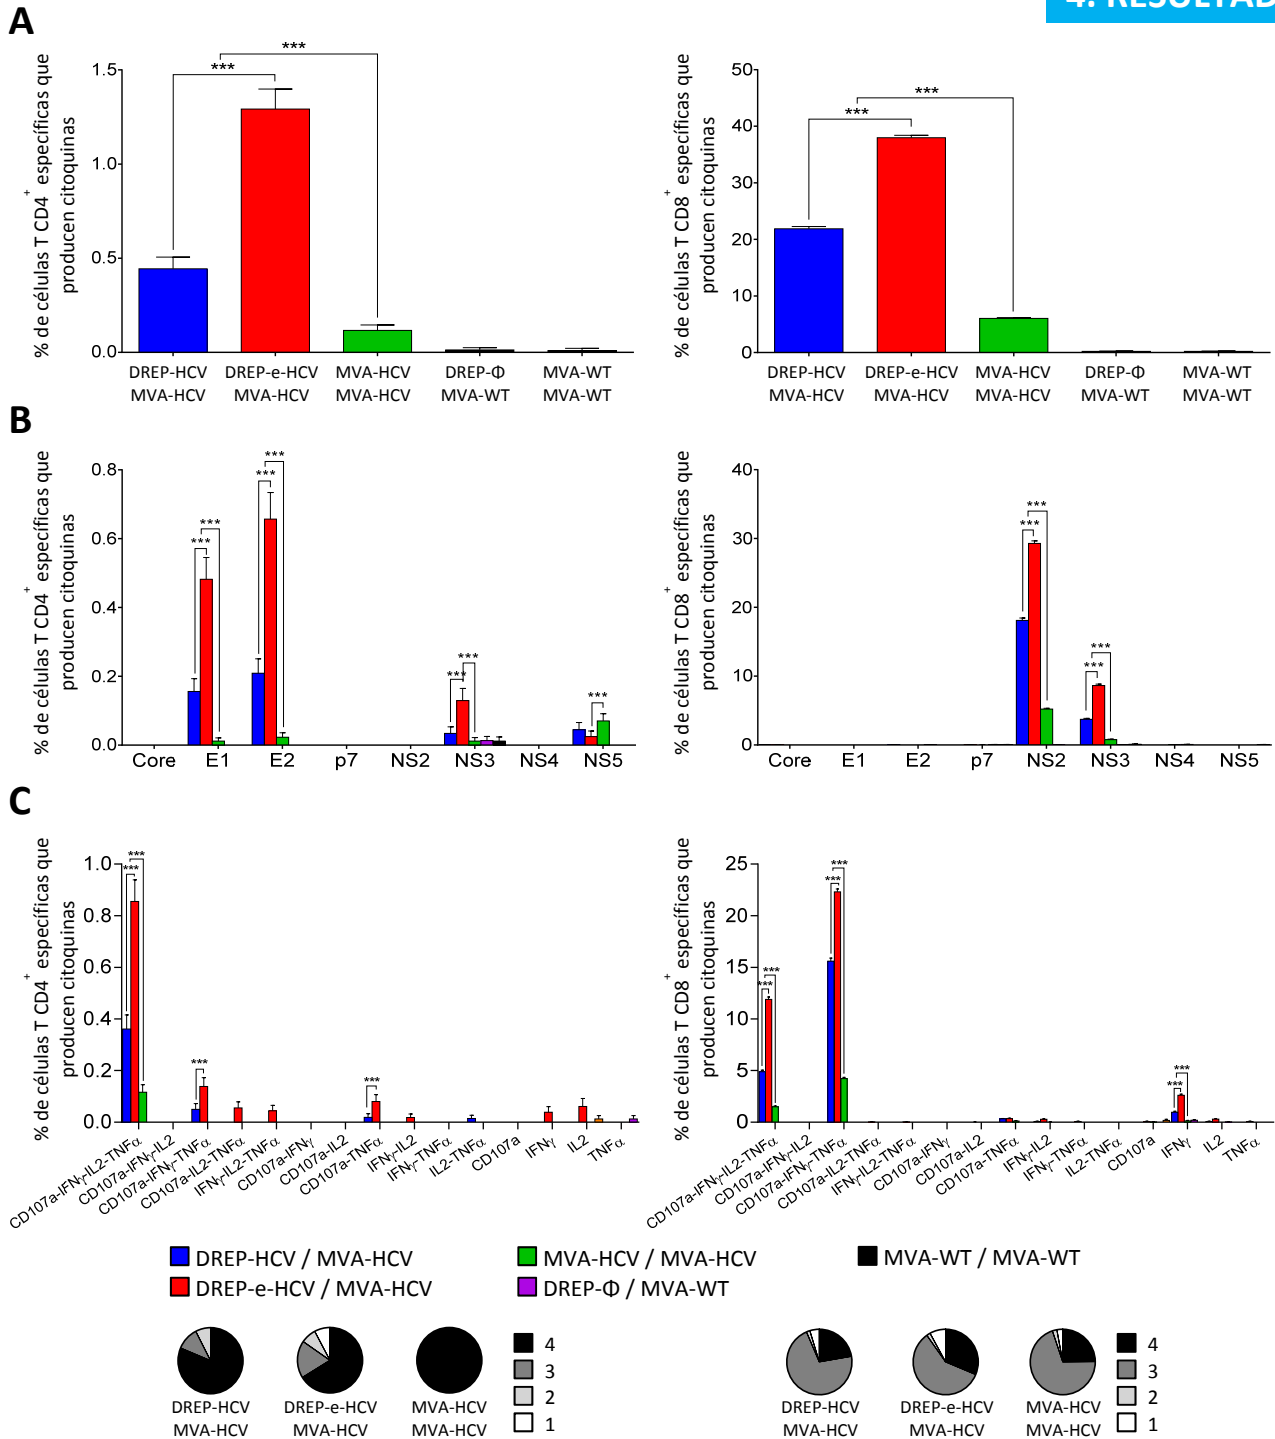 4. RESULTAD
A
% de células T CD4+ específicas que
producen citoquinas
1.5
1.0
0.5
0.0
***
***
DREP-HCV DREP-e-HCV MVA-HCV DREP-Φ MVA-WT
MVA-HCV MVA-HCV MVA-HCV MVA-WT MVA-WT
% de células T CD8+ específicas que
producen citoquinas
50
40
30
20
10
0
***
***
DREP-HCV DREP-e-HCV MVA-HCV DREP-Φ MVA-WT
MVA-HCV MVA-HCV MVA-HCV MVA-WT MVA-WT
B
% de células T CD4+ específicas que
producen citoquinas
0.8
0.6
0.4
0.2
0.0
*** ***
*** ***
*** ***
***
Core E1 E2 p7 NS2 NS3 NS4 NS5
% de células T CD8+ específicas que
producen citoquinas
40
30
20
10
0
*** ***
*** ***
Core E1 E2 p7 NS2 NS3 NS4 NS5
C
% de células T CD4+ específicas que
producen citoquinas
1.0
0.8
0.6
0.4
0.2
0.0
*** ***
***
***
CD107a-IFNγ-IL2-TNFα
CD107a-IFNγ-IL2
CD107a-IFNγ-TNFα
CD107a-IL2-TNFα
IFNγ-IL2-TNFα
CD107a-IFNγ
CD107a-IL2
CD107a-TNFα
IFNγ-IL2
IFNγ-TNFα
IL2-TNFα
CD107a
IFNγ
IL2
TNFα
% de células T CD8+ específicas que
producen citoquinas
25
20
15
10
5
0
*** ***
*** ***
*** ***
CD107a-IFNγ-IL2-TNFα
CD107a-IFNγ-IL2
CD107a-IFNγ-TNFα
CD107a-IL2-TNFα
IFNγ-IL2-TNFα
CD107a-IFNγ
CD107a-IL2
CD107a-TNFα
IFNγ-IL2
IFNγ-TNFα
IL2-TNFα
CD107a
IFNγ
IL2
TNFα
DREP-HCV / MVA-HCV
DREP-e-HCV / MVA-HCV
MVA-HCV / MVA-HCV
DREP-Φ / MVA-WT
MVA-WT / MVA-WT
DREP-HCV DREP-e-HCV MVA-HCV
MVA-HCV MVA-HCV MVA-HCV
4
3
2
1
DREP-HCV DREP-e-HCV MVA-HCV
MVA-HCV MVA-HCV MVA-HCV
4
3
2
1